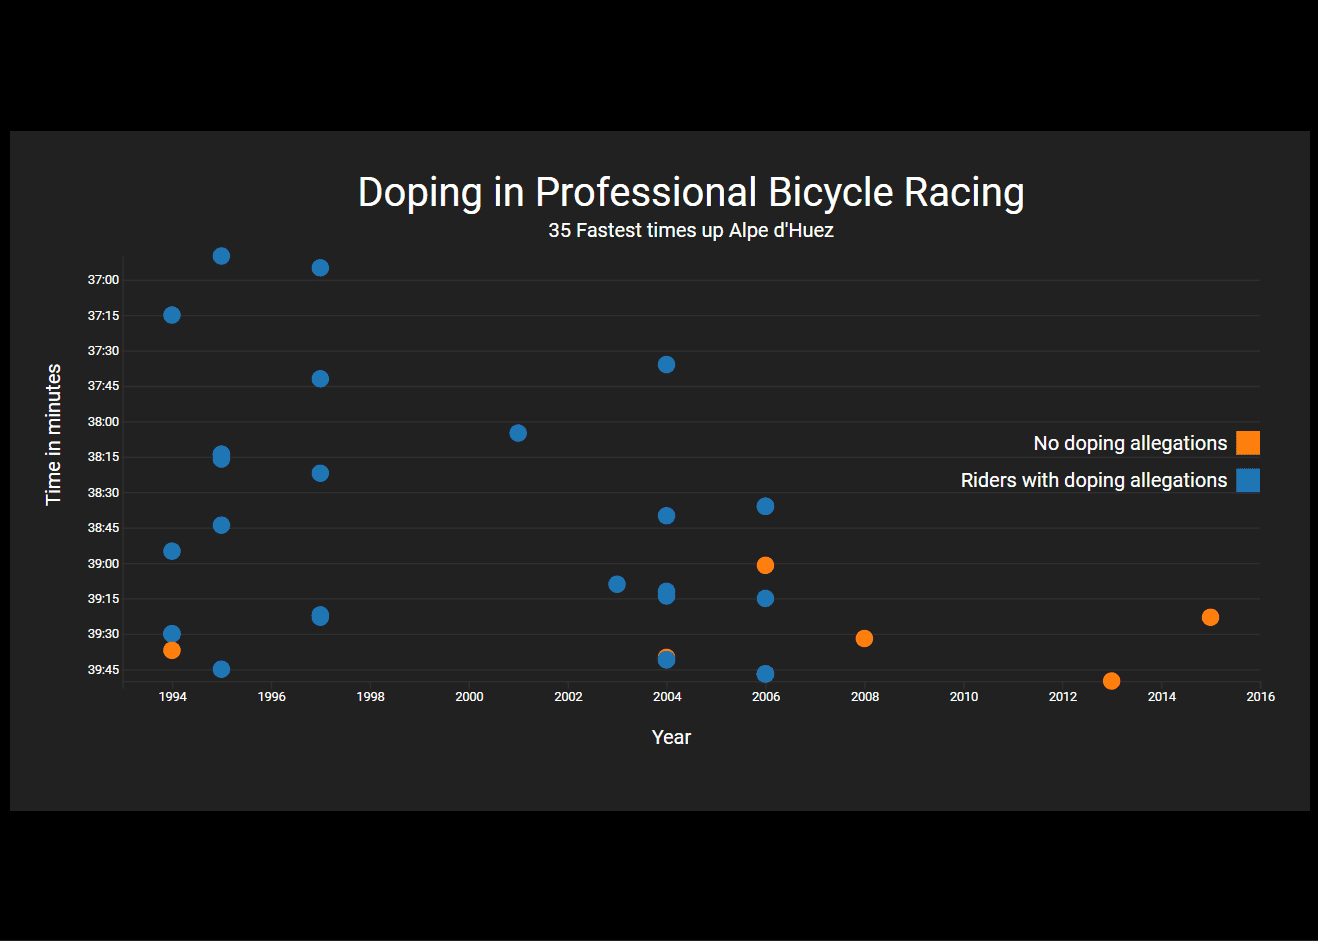 Doping in Professional Bicycle Racing
35 Fastest times up Alpe d'Huez
37:00
37:15
37:30
37:45
38:00
38:15
38:30
38:45
39:00
39:15
39:30
39:45
Time in minutes
No doping allegations
Riders with doping allegations
1994 1996 1998 2000 2002 2004 2006 2008 2010 2012 2014 2016
Year